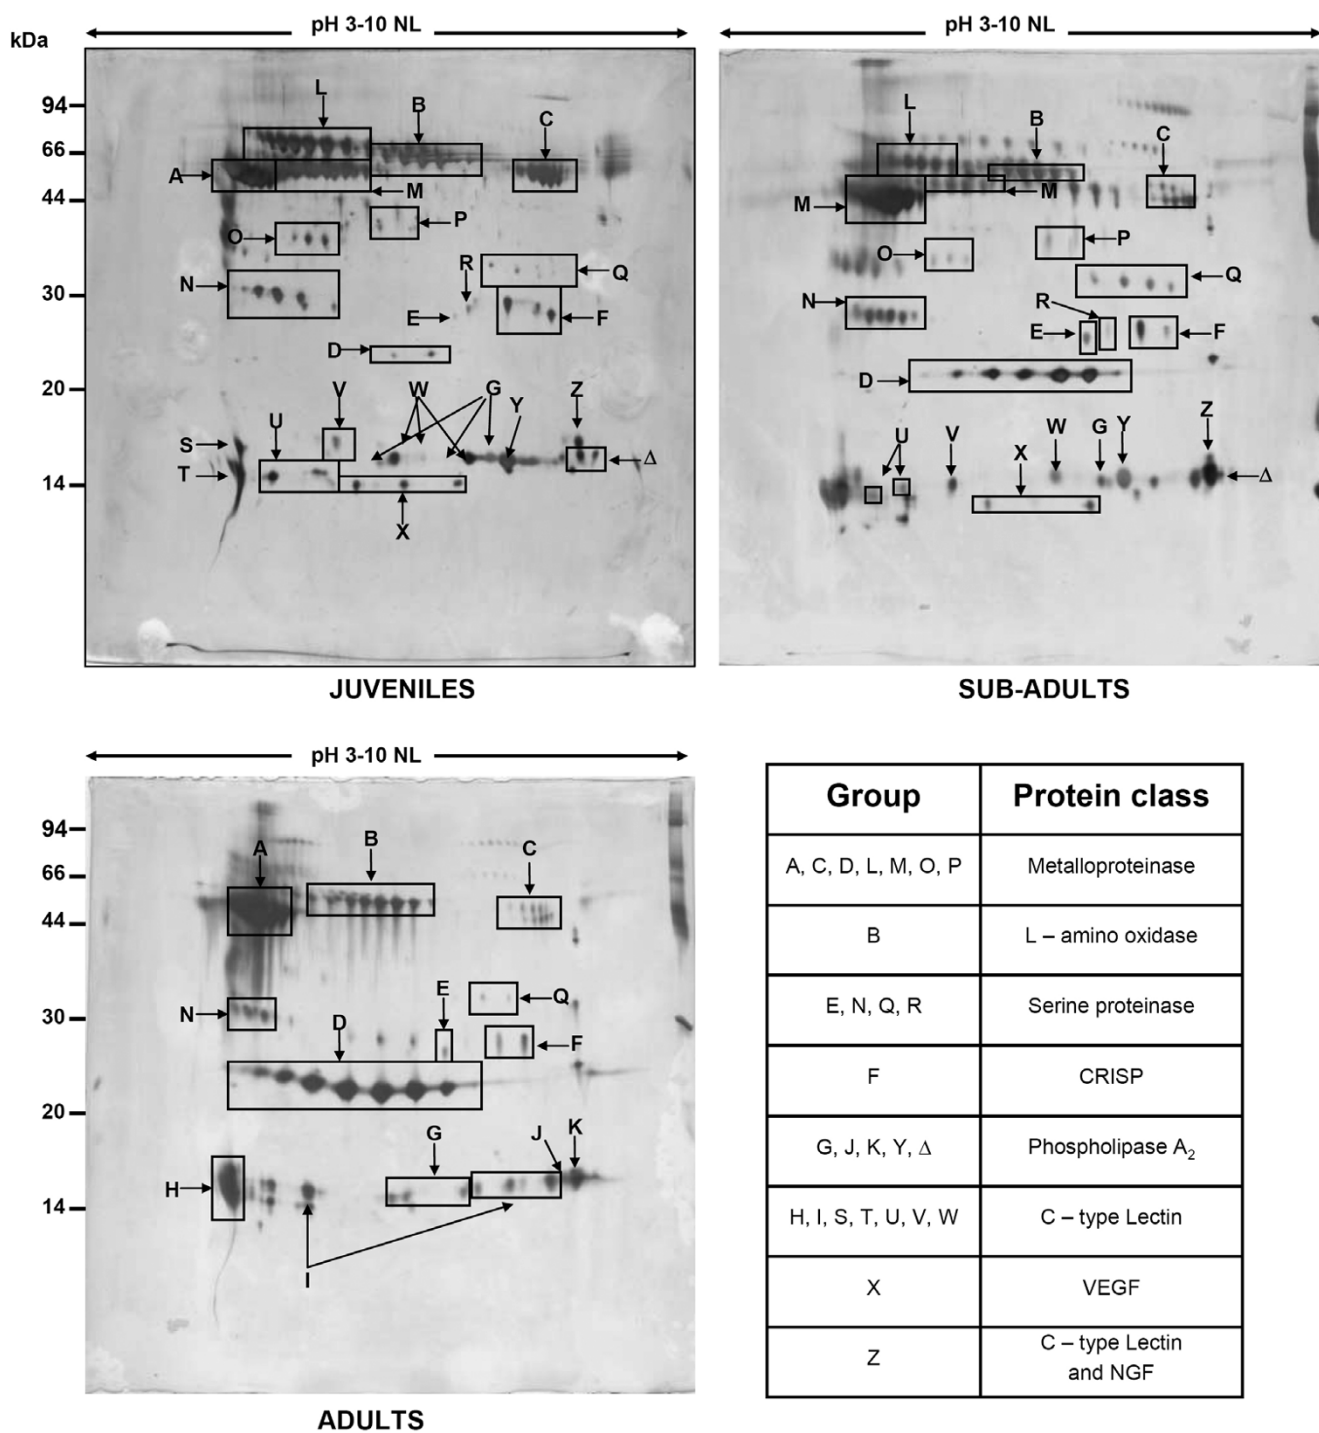 pH 3-10 NL
pH 3-10 NL
kDa
94
66
44
30
20
14
L
B
C
A
M
P
O
R
Q
N
E
F
D
V
W
G
Z
Y
U
S
T
Δ
X
JUVENILES
L
B
C
M
M
O
P
Q
N
R
E
F
D
U
V
X
W
G
Y
Z
Δ
SUB-ADULTS
pH 3-10 NL
94
66
44
30
20
14
A
B
C
N
E
Q
D
F
G
J
K
H
I
ADULTS
Group Protein class
A, C, D, L, M, O, P Metalloproteinase
B L – amino oxidase
E, N, Q, R Serine proteinase
F CRISP
G, J, K, Y, Δ Phospholipase A2
H, I, S, T, U, V, W C – type Lectin
X VEGF
Z C – type Lectin
and NGF